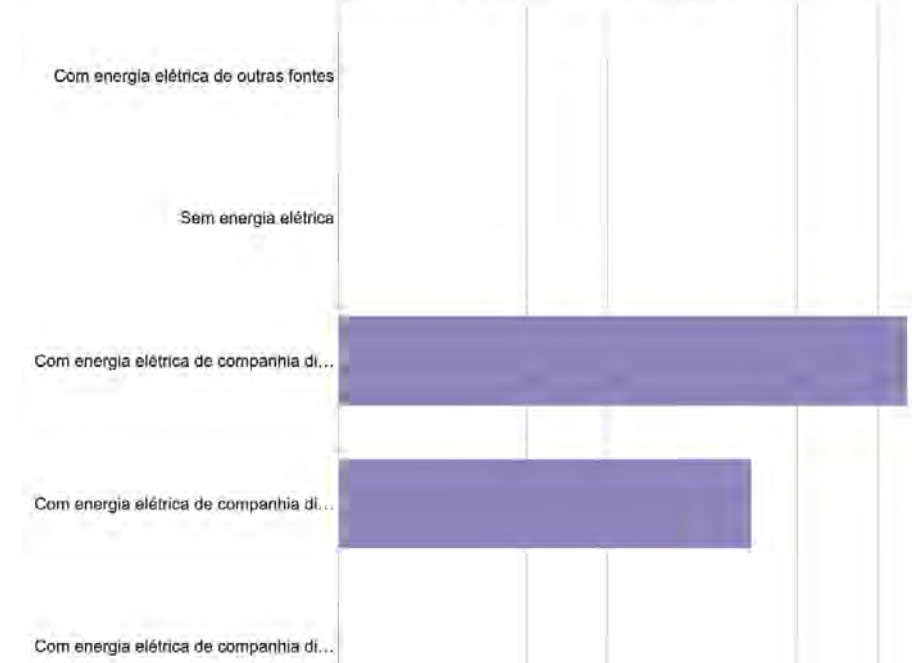 Com energia elétrica de outras fontes
Sem energia elétrica
Com energia elétrica de companhia di...
Com energia elétrica de companhia di...
Com energia elétrica de companhia di...